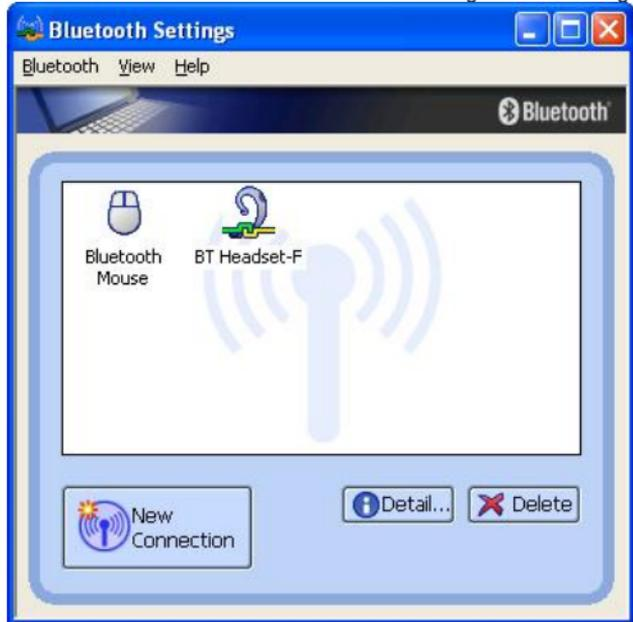 Bluetooth Settings
Bluetooth View Help
Bluetooth
Bluetooth
Mouse
BT Headset-F
New
Connection
Detail...
Delete